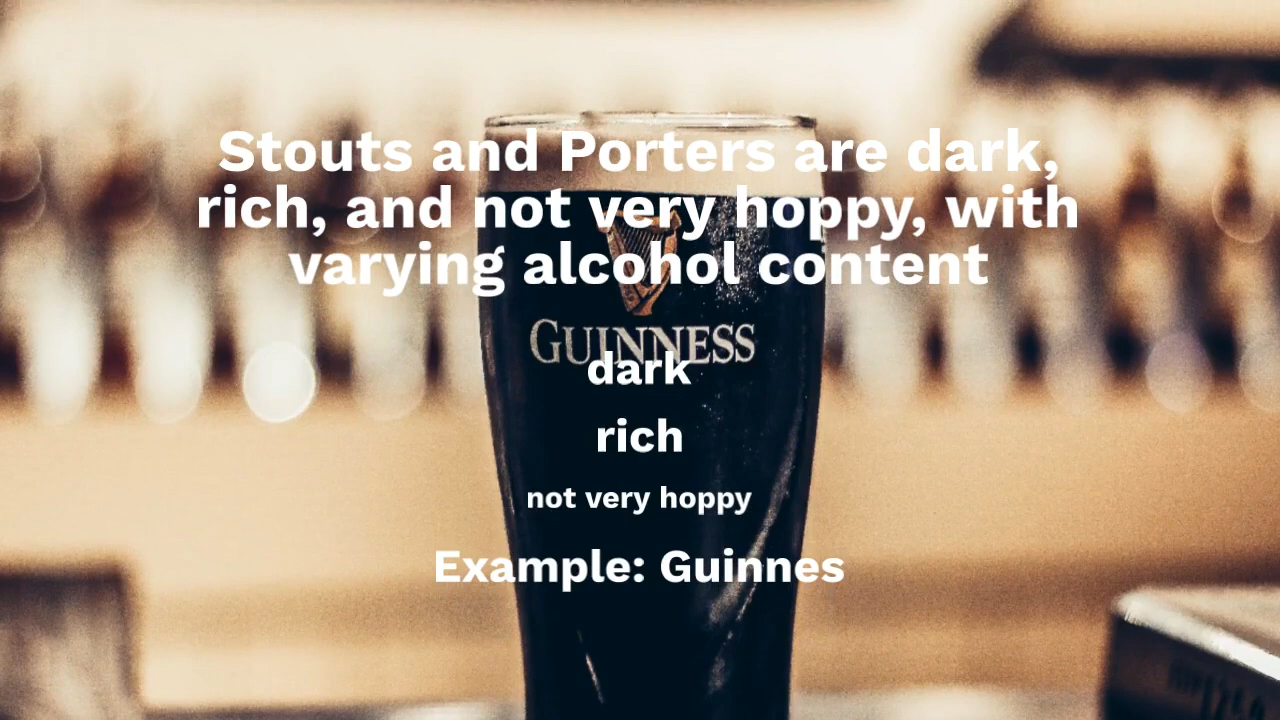 Stouts and Porters are dark,
rich, and not very hoppy, with
varying alcohol content
GUINNESS
dark
rich
not very hoppy
Example: Guinnes